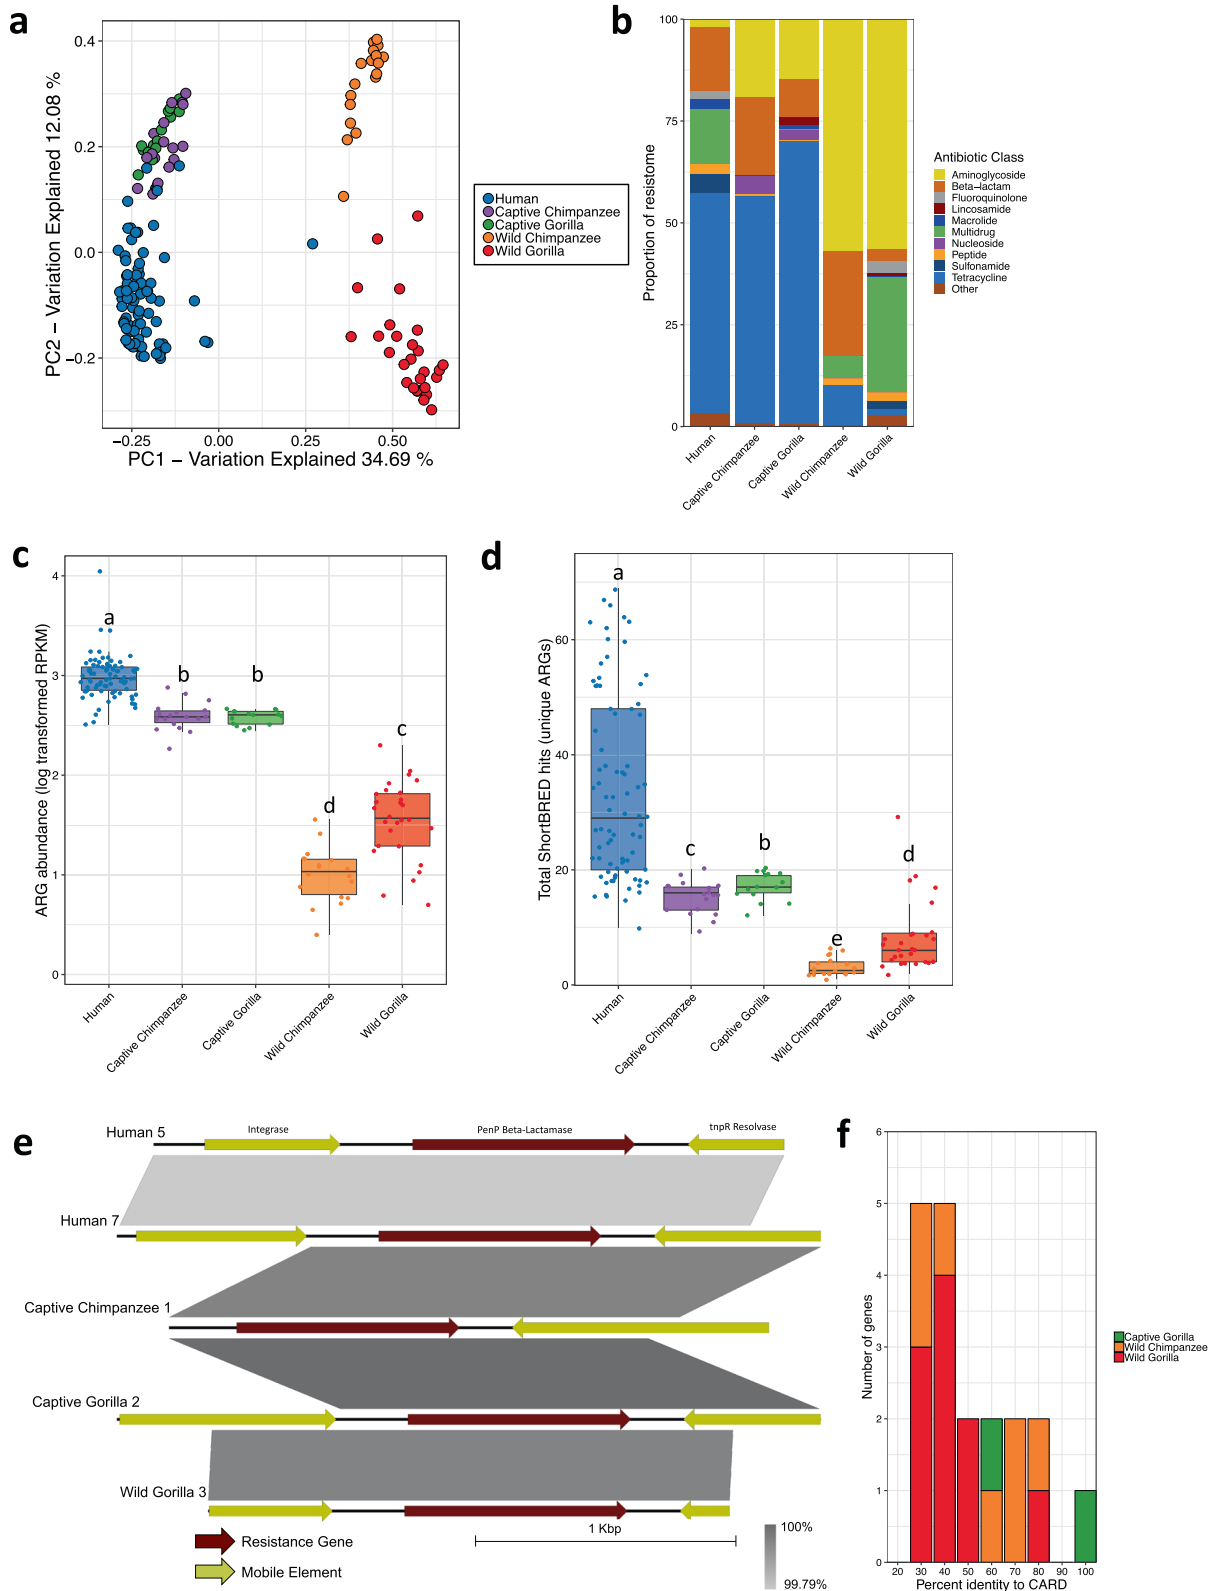 a
PC2 − Variation Explained 12.08 %
0.4
0.2
0.0
−0.2
−0.25
0.00
0.25
0.50
PC1 − Variation Explained 34.69 %
Human
Captive Chimpanzee
Captive Gorilla
Wild Chimpanzee
Wild Gorilla
b
Proportion of resistome
100
75
50
25
0
Human
Captive Chimpanzee
Captive Gorilla
Wild Chimpanzee
Wild Gorilla
Antibiotic Class
Aminoglycoside
Beta−lactam
Fluoroquinolone
Lincosamide
Macrolide
Multidrug
Nucleoside
Peptide
Sulfonamide
Tetracycline
Other
c
ARG abundance (log transformed RPKM)
4
3
2
1
0
a
b
b
d
c
Human
Captive Chimpanzee
Captive Gorilla
Wild Chimpanzee
Wild Gorilla
d
Total ShortBRED hits (unique ARGs)
60
40
20
0
a
c
b
e
d
Human
Captive Chimpanzee
Captive Gorilla
Wild Chimpanzee
Wild Gorilla
e
Human 5
Integrase
PenP Beta-Lactamase
tnpR Resolvase
Human 7
Captive Chimpanzee 1
Captive Gorilla 2
Wild Gorilla 3
Resistance Gene
Mobile Element
1 Kbp
100%
99.79%
f
Number of genes
6
5
4
3
2
1
0
20 30 40 50 60 70 80 90 100
Percent identity to CARD
Captive Gorilla
Wild Chimpanzee
Wild Gorilla